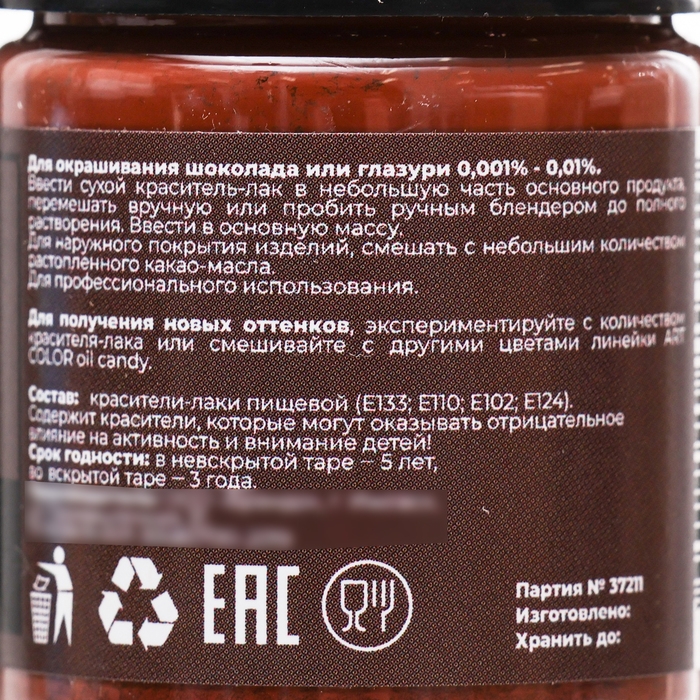 Для окрашивания шоколада или глазури 0,001% - 0,01%.
Ввести сухой краситель-лак в небольшую часть основного продукта,
перемешать вручную или пробить ручным блендером до полного
растворения. Ввести в основную массу.
Для наружного покрытия изделий, смешать с небольшим количеством
растопленного какао-масла.
Для профессионального использования.
Для получения новых оттенков, экспериментируйте с количеством
красителя-лака или смешивайте с другими цветами линейки ART
COLOR oil candy.
Состав: красители-лаки пищевой (E133; E110; E102; E124).
Содержит красители, которые могут оказывать отрицательное
влияние на активность и внимание детей!
Срок годности: в невскрытой таре – 5 лет,
во вскрытой таре – 3 года.
EAC
Партия № 37211
Изготовлено:
Хранить до: